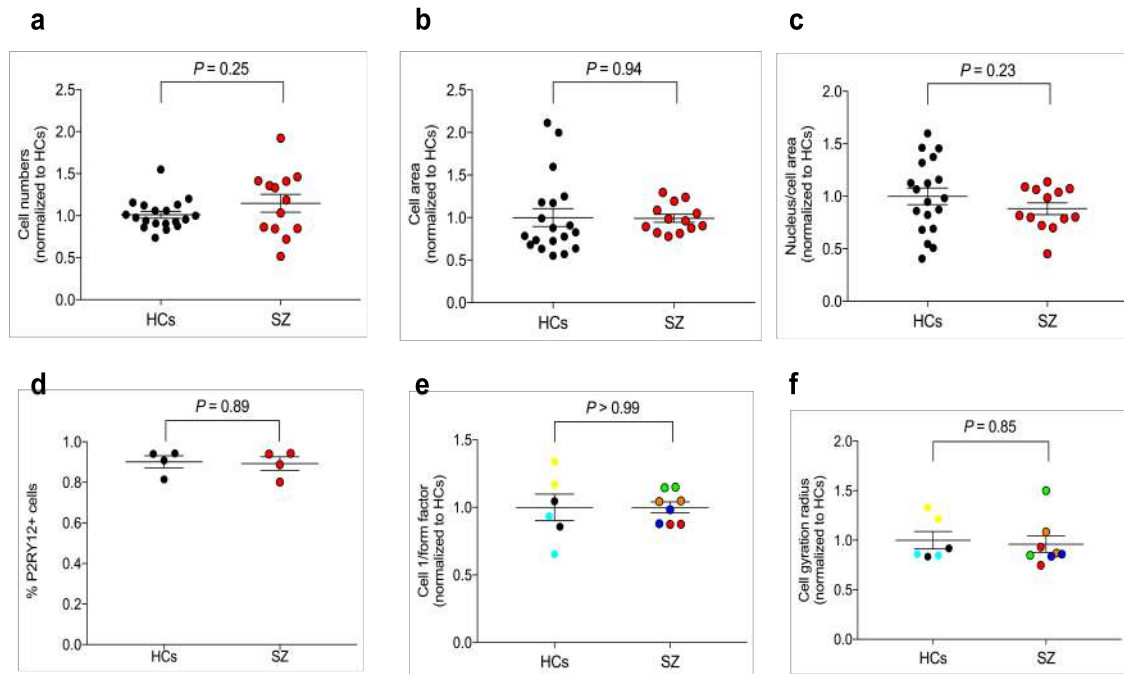 a
P = 0.25
Cell numbers
(normalized to HCs)
2.5
2.0
1.5
1.0
0.5
0.0
HCs
SZ
b
P = 0.94
Cell area
(normalized to HCs)
2.5
2.0
1.5
1.0
0.5
0.0
HCs
SZ
c
P = 0.23
Nucleus/cell area
(normalized to HCs)
2.0
1.5
1.0
0.5
0.0
HCs
SZ
d
P = 0.89
% P2RY12+ cells
1.0
0.8
0.6
0.4
0.2
0.0
HCs
SZ
e
P > 0.99
Cell 1/form factor
(normalized to HCs)
1.5
1.0
0.5
0.0
HCs
SZ
f
P = 0.85
Cell gyration radius
(normalized to HCs)
2.0
1.5
1.0
0.5
0.0
HCs
SZ